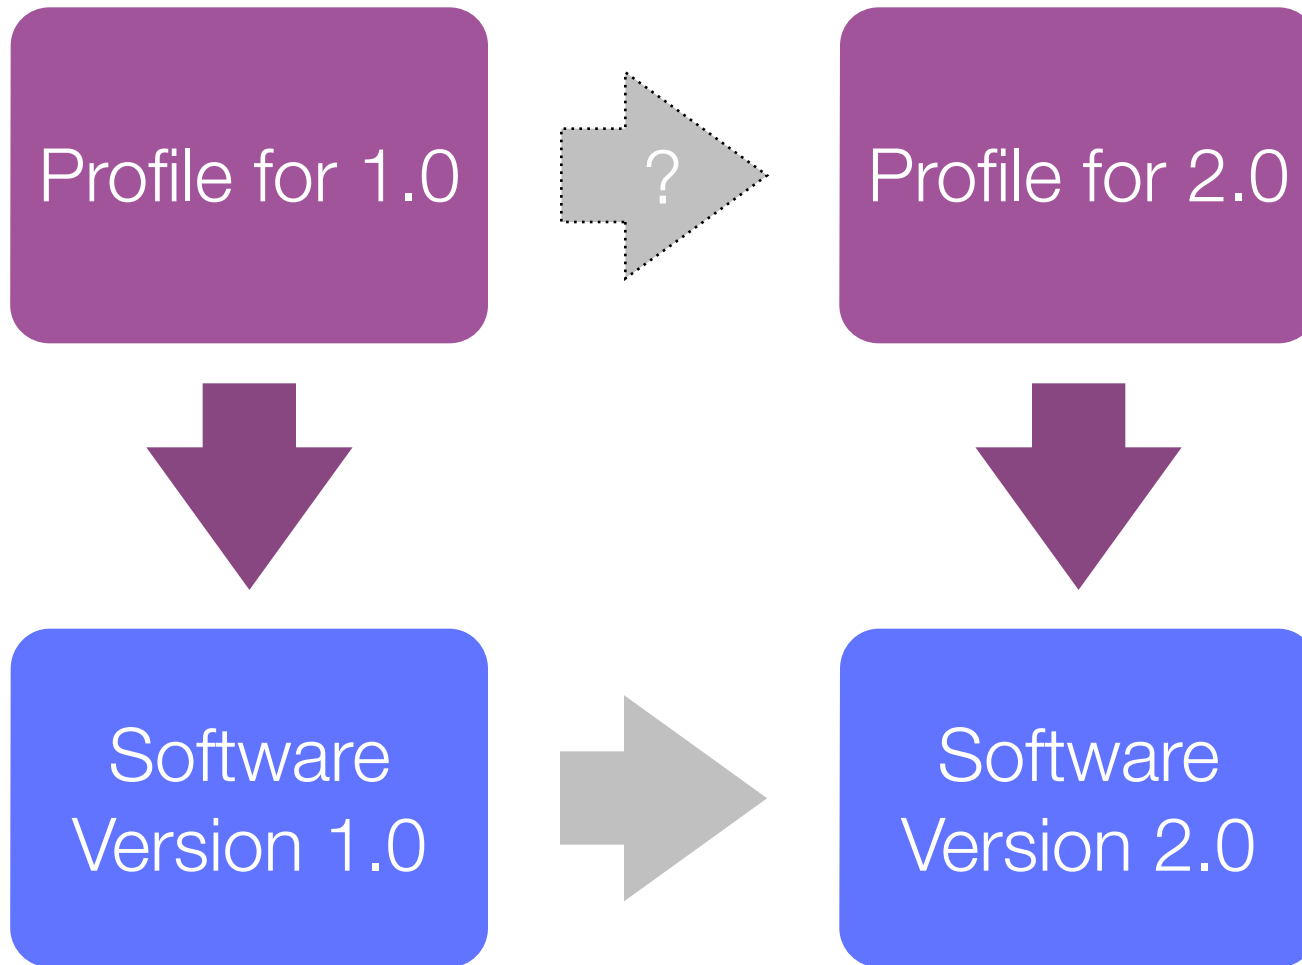 Profile for 1.0
?
Profile for 2.0
Software
Version 1.0
Software
Version 2.0